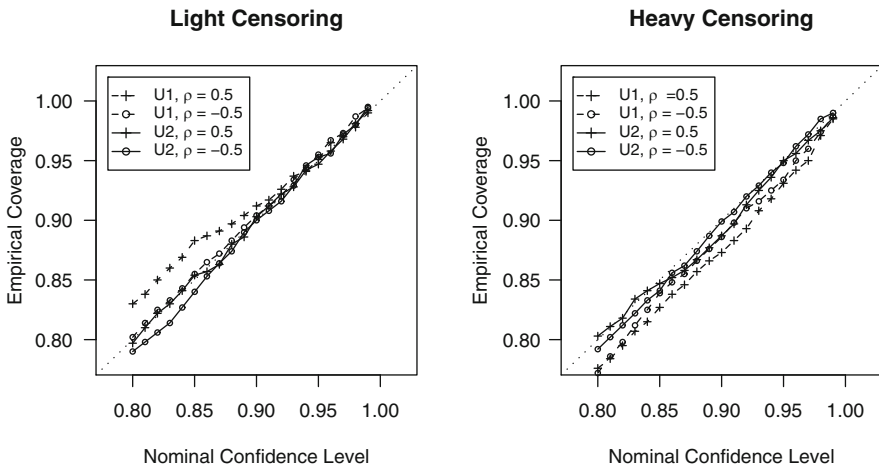 Light Censoring
U1, ρ = 0.5
U1, ρ = −0.5
U2, ρ = 0.5
U2, ρ = −0.5
1.00
0.95
0.90
0.85
0.80
Empirical Coverage
0.80 0.85 0.90 0.95 1.00
Nominal Confidence Level
Heavy Censoring
U1, ρ =0.5
U1, ρ = −0.5
U2, ρ = 0.5
U2, ρ = −0.5
1.00
0.95
0.90
0.85
0.80
Empirical Coverage
0.80 0.85 0.90 0.95 1.00
Nominal Confidence Level